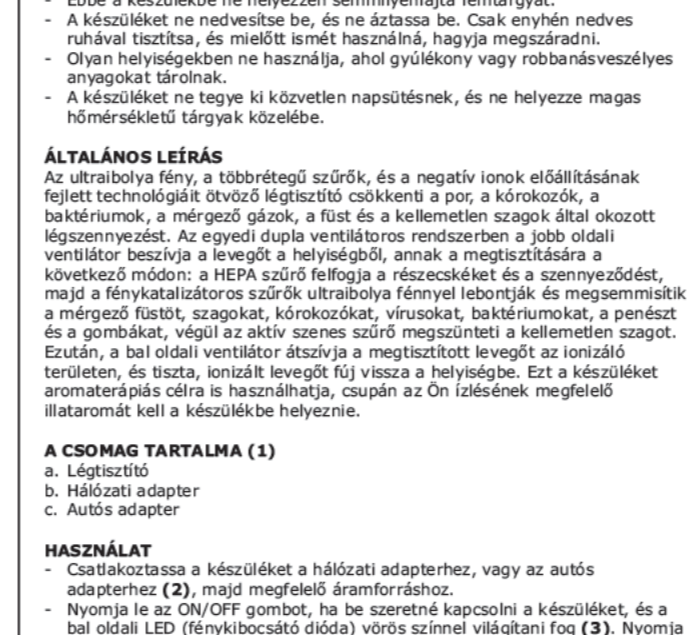 - Ebbe a készülékbe ne helyezzen semmilyenfajta fémtárgyat.
- A készüléket ne nedvesítse be, és ne áztassa be. Csak enyhén nedves
ruhával tisztítsa, és mielőtt ismét használná, hagyja megszáradni.
- Olyan helyiségekben ne használja, ahol gyúlékony vagy robbanásveszélyes
anyagokat tárolnak.
- A készüléket ne tegye ki közvetlen napsütésnek, és ne helyezze magas
hőmérsékletű tárgyak közelébe.
ÁLTALÁNOS LEÍRÁS
Az ultraibolya fény, a többrétegű szűrők, és a negatív ionok előállításának
fejlett technológiáit ötvöző légtisztító csökkenti a por, a kórokozók, a
baktériumok, a mérgező gázok, a füst és a kellemetlen szagok által okozott
légszennyezést. Az egyedi dupla ventilátoros rendszerben a jobb oldali
ventilátor beszívja a levegőt a helyiségből, annak a megtisztítására a
következő módon: a HEPA szűrő felfogja a részecskéket és a szennyeződést,
majd a fénykatalizátoros szűrők ultraibolya fénnyel lebontják és megsemmisítik
a mérgező füstöt, szagokat, kórokozókat, vírusokat, baktériumokat, a penészt
és a gombákat, végül az aktív szenes szűrő megszünteti a kellemetlen szagot.
Ezután, a bal oldali ventilátor átszívja a megtisztított levegőt az ionizáló
területen, és tiszta, ionizált levegőt fúj vissza a helyiségbe. Ezt a készüléket
aromaterápiás célra is használhatja, csupán az Ön ízlésének megfelelő
illataromát kell a készülékbe helyeznie.
A CSOMAG TARTALMA (1)
a. Légtisztító
b. Hálózati adapter
c. Autós adapter
HASZNÁLAT
- Csatlakoztassa a készüléket a hálózati adapterhez, vagy az autós
adapterhez (2), majd megfelelő áramforráshoz.
- Nyomja le az ON/OFF gombot, ha be szeretné kapcsolni a készüléket, és a
bal oldali LED (fénykibocsátó dióda) vörös színnel világítani fog (3). Nyomja